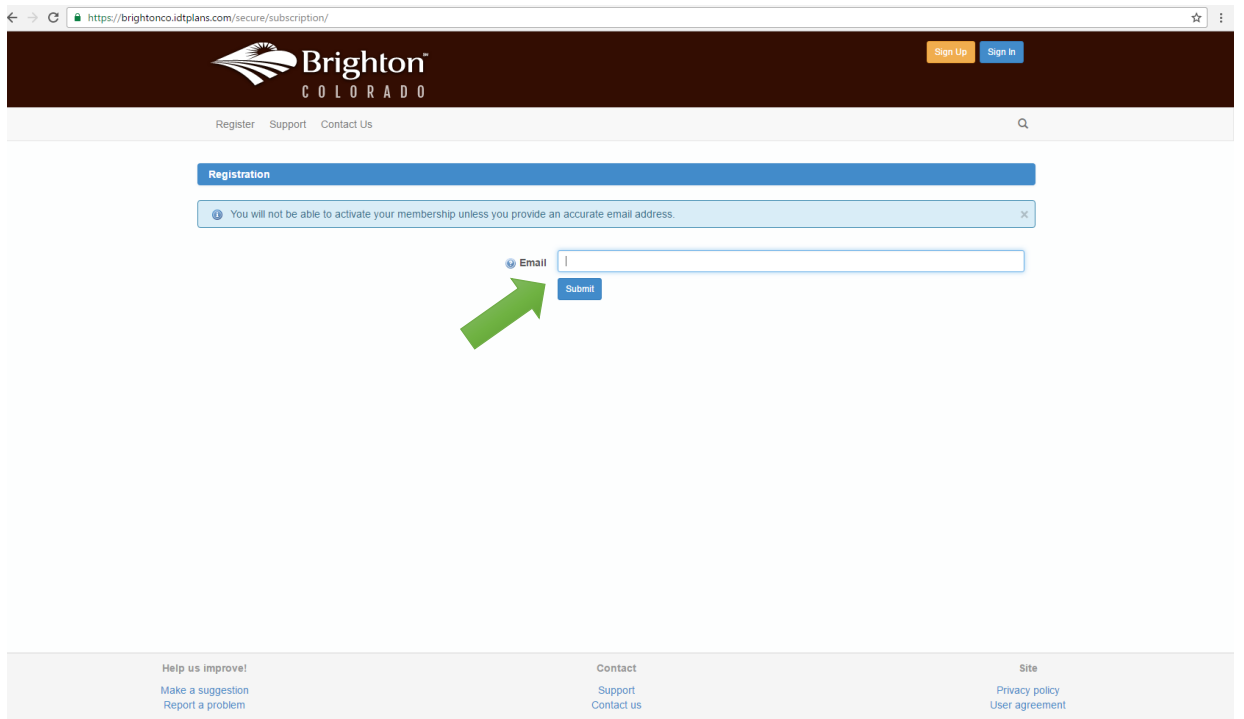 https://brightonco.idtplans.com/secure/subscription/
Brighton
COLORADO
Sign Up Sign In
Register Support Contact Us
Registration
You will not be able to activate your membership unless you provide an accurate email address.
Email
Submit
Help us improve! Contact Site
Make a suggestion Support Privacy policy
Report a problem Contact us User agreement